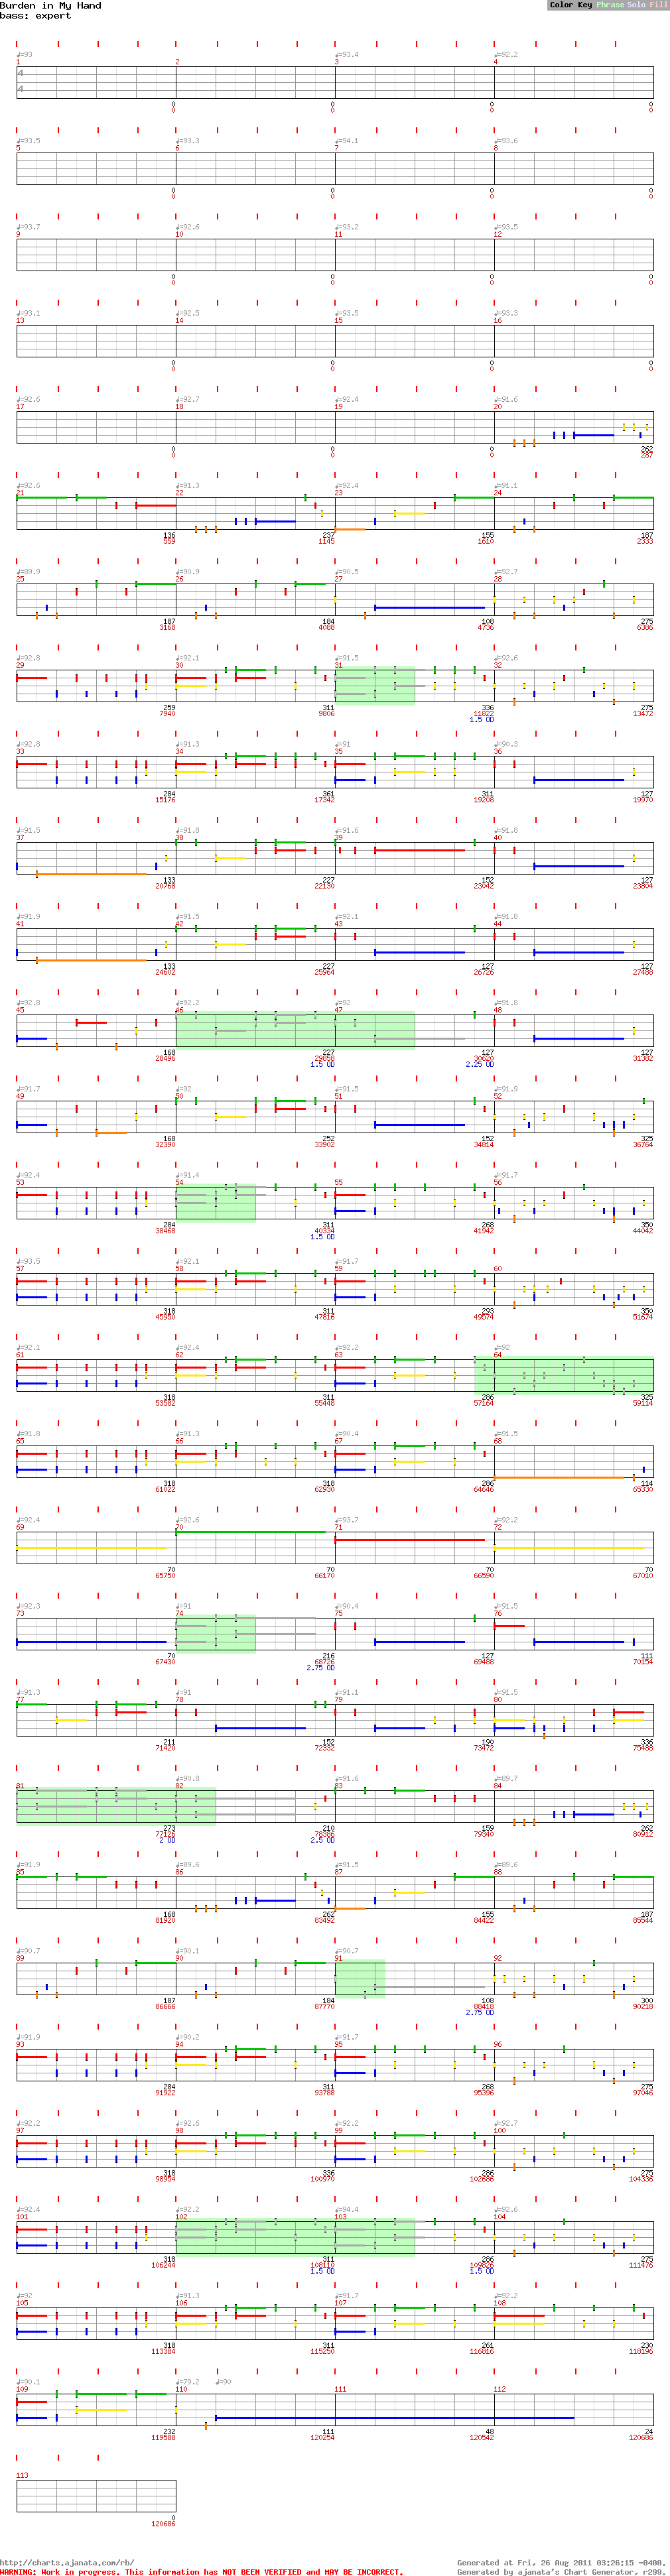 Burden in My Hand
Color Key Phrase Solo Fill
bass: expert
♩=93 ♩=93.4 ♩=92.2
1 2 3 4
4
4
0 0 0 0
0 0 0 0
♩=93.5 ♩=93.3 ♩=94.1 ♩=93.6
5 6 7 8
0 0 0 0
0 0 0 0
♩=93.7 ♩=92.6 ♩=93.2 ♩=93.5
9 10 11 12
0 0 0 0
0 0 0 0
♩=93.1 ♩=92.5 ♩=93.5 ♩=93.3
13 14 15 16
0 0 0 0
0 0 0 0
♩=92.6 ♩=92.7 ♩=92.4 ♩=91.6
17 18 19 20
0 0 0 262
0 0 0 287
♩=92.6 ♩=91.3 ♩=92.4 ♩=91.1
21 22 23 24
136 237 155 187
559 1145 1610 2333
♩=89.9 ♩=90.9 ♩=90.5 ♩=92.7
25 26 27 28
187 184 108 275
3168 4088 4736 6386
♩=92.8 ♩=92.1 ♩=91.5 ♩=92.6
29 30 31 32
259 311 336 275
7940 9806 11822 13472
1.5 OD
♩=92.8 ♩=91.3 ♩=91 ♩=90.3
33 34 35 36
284 361 311 127
15176 17342 19208 19970
♩=91.5 ♩=91.8 ♩=91.6 ♩=91.8
37 38 39 40
133 227 152 127
20768 22130 23042 23804
♩=91.9 ♩=91.5 ♩=92.1 ♩=91.8
41 42 43 44
133 227 127 127
24602 25964 26726 27488
♩=92.8 ♩=92.2 ♩=92 ♩=91.8
45 46 47 48
168 227 127 127
28496 29858 30620 31382
1.5 OD 2.25 OD
♩=91.7 ♩=92 ♩=91.5 ♩=91.9
49 50 51 52
168 252 152 325
32390 33902 34814 36764
♩=92.4 ♩=91.4 ♩=91.7
53 54 55 56
284 311 268 350
38468 40334 41942 44042
1.5 OD
♩=93.5 ♩=92.1 ♩=91.7
57 58 59 60
318 311 293 350
45950 47816 49574 51674
♩=92.1 ♩=92.4 ♩=92.2 ♩=92
61 62 63 64
318 311 286 325
53582 55448 57164 59114
♩=91.8 ♩=91.3 ♩=90.4 ♩=91.5
65 66 67 68
318 318 286 114
61022 62930 64646 65330
♩=92.4 ♩=92.6 ♩=93.7 ♩=92.2
69 70 71 72
70 70 70 70
65750 66170 66590 67010
♩=92.3 ♩=91 ♩=90.4 ♩=91.5
73 74 75 76
70 216 127 111
67430 68726 69488 70154
2.75 OD
♩=91.3 ♩=91 ♩=91.1 ♩=91.5
77 78 79 80
211 152 190 336
71420 72332 73472 75488
♩=90.8 ♩=91.6 ♩=89.7
81 82 83 84
273 210 159 262
77126 78386 79340 80912
2 OD 2.5 OD
♩=91.9 ♩=89.6 ♩=91.5 ♩=89.6
85 86 87 88
168 262 155 187
81920 83492 84422 85544
♩=90.7 ♩=90.1 ♩=90.7
89 90 91 92
187 184 108 300
86666 87770 88418 90218
2.75 OD
♩=91.9 ♩=90.2 ♩=91.7
93 94 95 96
284 311 268 275
91922 93788 95396 97046
♩=92.2 ♩=92.6 ♩=92.2 ♩=92.7
97 98 99 100
318 336 286 275
98954 100970 102686 104336
♩=92.4 ♩=92.2 ♩=94.4 ♩=92.6
101 102 103 104
318 311 286 275
106244 108110 109826 111476
1.5 OD 1.5 OD
♩=92 ♩=91.3 ♩=91.7 ♩=92.2
105 106 107 108
318 311 261 230
113384 115250 116816 118196
♩=90.1 ♩=79.2 ♩=90
109 110 111 112
232 111 48 24
119588 120254 120542 120686
113
0
120686
http://charts.ajanata.com/rb/
Generated at Fri, 26 Aug 2011 03:26:15 -0400.
WARNING: Work in progress. This information has NOT BEEN VERIFIED and MAY BE INCORRECT.
Generated by ajanata's Chart Generator, r299.